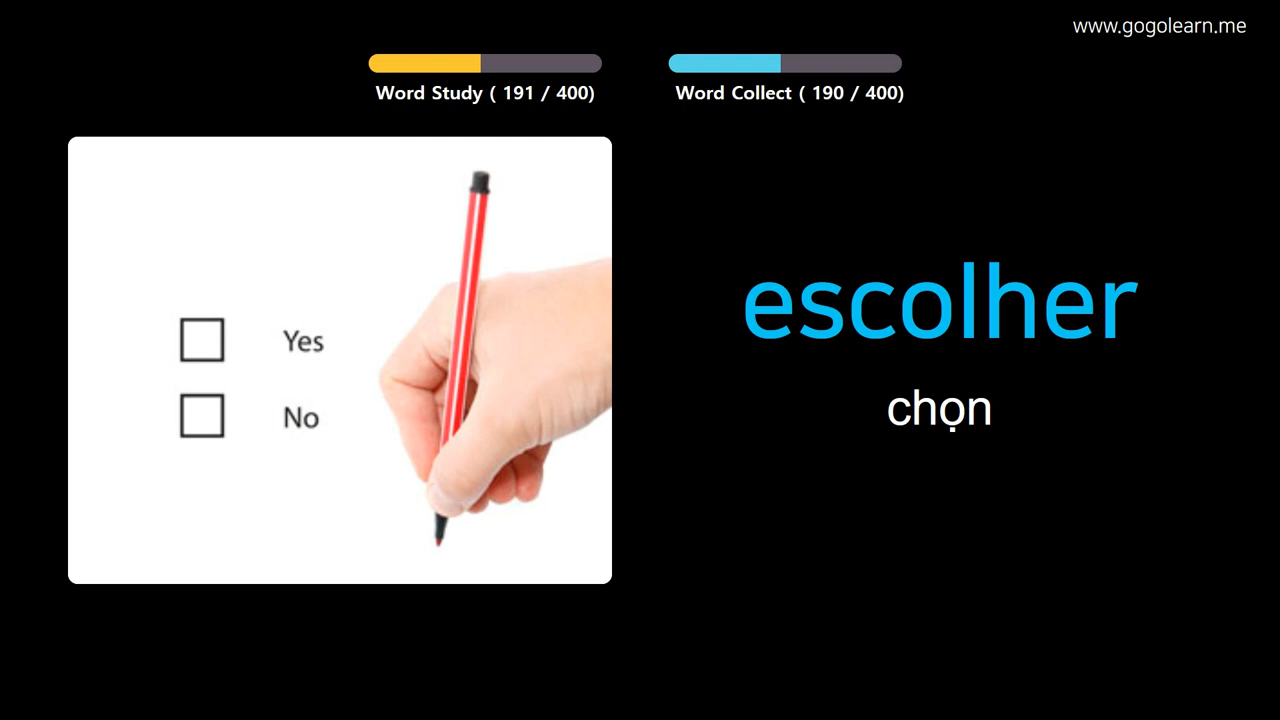 www.gogolearn.me
Word Study ( 191 / 400)
Word Collect ( 190 / 400)
Yes
No
escolher
chọn